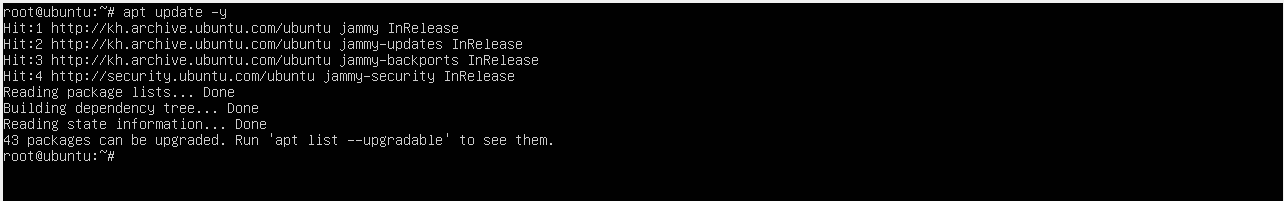 root@ubuntu:~# apt update -y
Hit:1 http://kh.archive.ubuntu.com/ubuntu jammy InRelease
Hit:2 http://kh.archive.ubuntu.com/ubuntu jammy-updates InRelease
Hit:3 http://kh.archive.ubuntu.com/ubuntu jammy-backports InRelease
Hit:4 http://security.ubuntu.com/ubuntu jammy-security InRelease
Reading package lists... Done
Building dependency tree... Done
Reading state information... Done
43 packages can be upgraded. Run 'apt list --upgradable' to see them.
root@ubuntu:~#